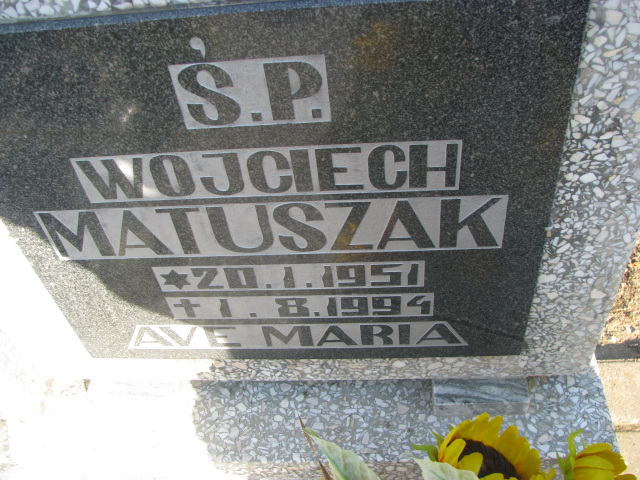 Ś.P.
WOJCIECH
MATUSZAK
★20.1.1951
†1.8.1994
AVE MARIA